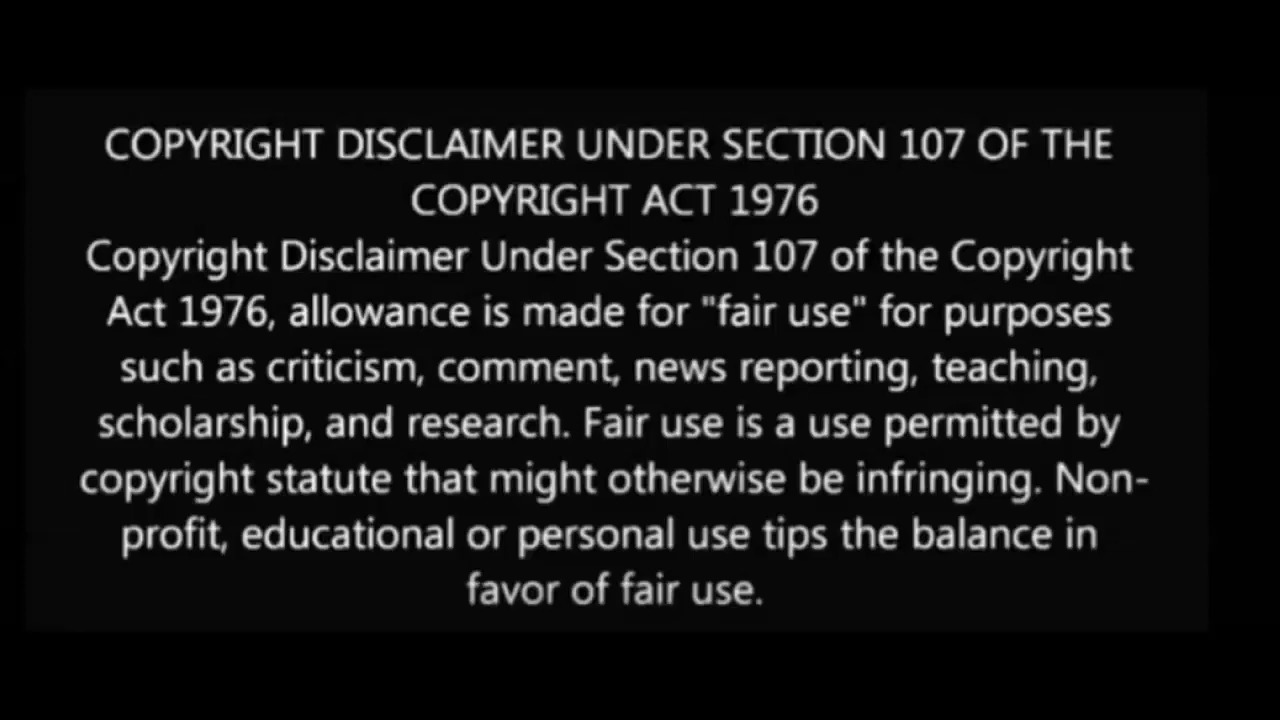 COPYRIGHT DISCLAIMER UNDER SECTION 107 OF THE
COPYRIGHT ACT 1976
Copyright Disclaimer Under Section 107 of the Copyright
Act 1976, allowance is made for "fair use" for purposes
such as criticism, comment, news reporting, teaching,
scholarship, and research. Fair use is a use permitted by
copyright statute that might otherwise be infringing. Non-
profit, educational or personal use tips the balance in
favor of fair use.